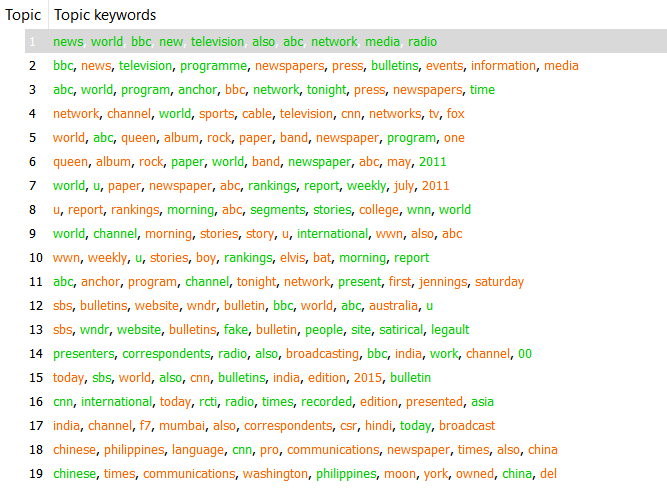 Topic Topic keywords
1 news, world, bbc, new, television, also, abc, network, media, radio
2 bbc, news, television, programme, newspapers, press, bulletins, events, information, media
3 abc, world, program, anchor, bbc, network, tonight, press, newspapers, time
4 network, channel, world, sports, cable, television, cnn, networks, tv, fox
5 world, abc, queen, album, rock, paper, band, newspaper, program, one
6 queen, album, rock, paper, world, band, newspaper, abc, may, 2011
7 world, u, paper, newspaper, abc, rankings, report, weekly, july, 2011
8 u, report, rankings, morning, abc, segments, stories, college, wnn, world
9 world, channel, morning, stories, story, u, international, wwn, also, abc
10 wwn, weekly, u, stories, boy, rankings, elvis, bat, morning, report
11 abc, anchor, program, channel, tonight, network, present, first, jennings, saturday
12 sbs, bulletins, website, wndr, bulletin, bbc, world, abc, australia, u
13 sbs, wndr, website, bulletins, fake, bulletin, people, site, satirical, legault
14 presenters, correspondents, radio, also, broadcasting, bbc, india, work, channel, 00
15 today, sbs, world, also, cnn, bulletins, india, edition, 2015, bulletin
16 cnn, international, today, rcti, radio, times, recorded, edition, presented, asia
17 india, channel, f7, mumbai, also, correspondents, csr, hindi, today, broadcast
18 chinese, philippines, language, cnn, pro, communications, newspaper, times, also, china
19 chinese, times, communications, washington, philippines, moon, york, owned, china, del